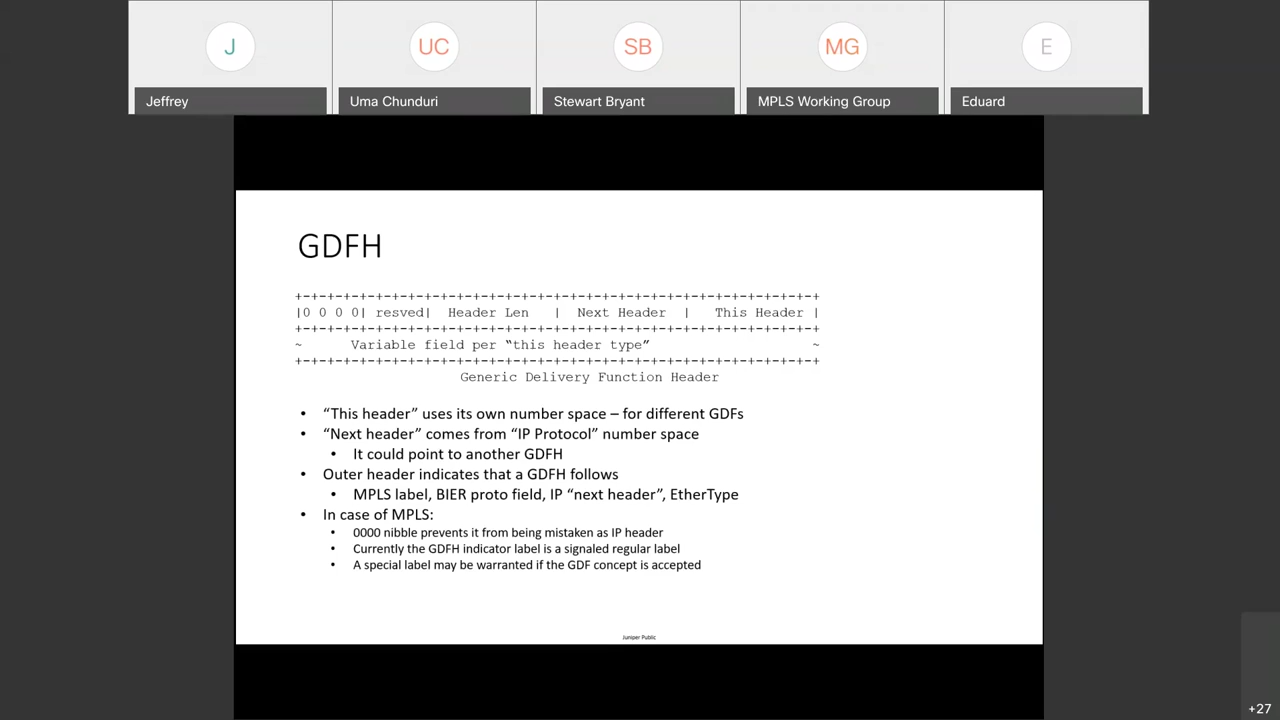 J
UC
SB
MG
E
Jeffrey
Uma Chunduri
Stewart Bryant
MPLS Working Group
Eduard
GDFH
+-+-+-+-+-+-+-+-+-+-+-+-+-+-+-+-+-+-+-+-+-+-+-+-+-+-+-+-+-+-+-+-+
|0 0 0 0| resved| Header Len | Next Header | This Header |
+-+-+-+-+-+-+-+-+-+-+-+-+-+-+-+-+-+-+-+-+-+-+-+-+-+-+-+-+-+-+-+-+
~ Variable field per “this header type” ~
+-+-+-+-+-+-+-+-+-+-+-+-+-+-+-+-+-+-+-+-+-+-+-+-+-+-+-+-+-+-+-+-+
Generic Delivery Function Header
• “This header” uses its own number space – for different GDFs
• “Next header” comes from “IP Protocol” number space
• It could point to another GDFH
• Outer header indicates that a GDFH follows
• MPLS label, BIER proto field, IP “next header”, EtherType
• In case of MPLS:
• 0000 nibble prevents it from being mistaken as IP header
• Currently the GDFH indicator label is a signaled regular label
• A special label may be warranted if the GDF concept is accepted
Juniper Public
+27